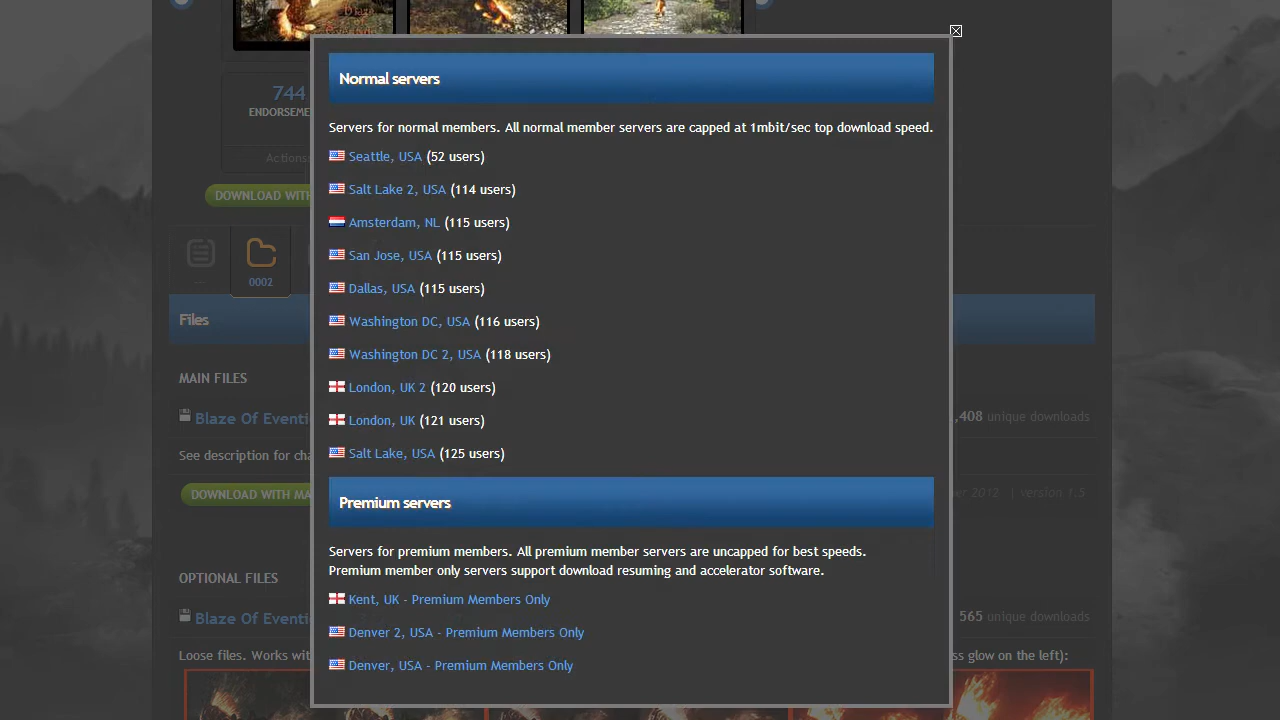 Blaze
of
Eventide
744
ENDORSEME
Actions
DOWNLOAD WITH
0002
Files
MAIN FILES
Blaze Of Eventi
,408 unique downloads
See description for cha
DOWNLOAD WITH MA
er 2012 | Version 1.5
OPTIONAL FILES
Blaze Of Eventi
565 unique downloads
Loose files. Works wit
ss glow on the left):
Normal servers
Servers for normal members. All normal member servers are capped at 1mbit/sec top download speed.
Seattle, USA (52 users)
Salt Lake 2, USA (114 users)
Amsterdam, NL (115 users)
San Jose, USA (115 users)
Dallas, USA (115 users)
Washington DC, USA (116 users)
Washington DC 2, USA (118 users)
London, UK 2 (120 users)
London, UK (121 users)
Salt Lake, USA (125 users)
Premium servers
Servers for premium members. All premium member servers are uncapped for best speeds.
Premium member only servers support download resuming and accelerator software.
Kent, UK - Premium Members Only
Denver 2, USA - Premium Members Only
Denver, USA - Premium Members Only